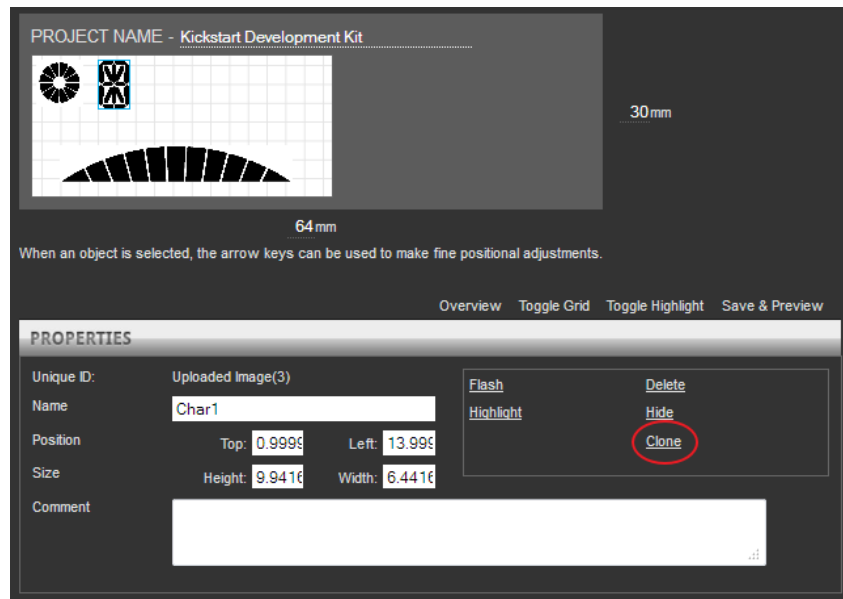 PROJECT NAME - Kickstart Development Kit
30mm
64mm
When an object is selected, the arrow keys can be used to make fine positional adjustments.
Overview Toggle Grid Toggle Highlight Save & Preview
PROPERTIES
Unique ID: Uploaded Image(3)
Flash Delete
Name Char1
Highlight Hide
Position Top: 0.9999 Left: 13.999
Clone
Size Height: 9.9416 Width: 6.4416
Comment